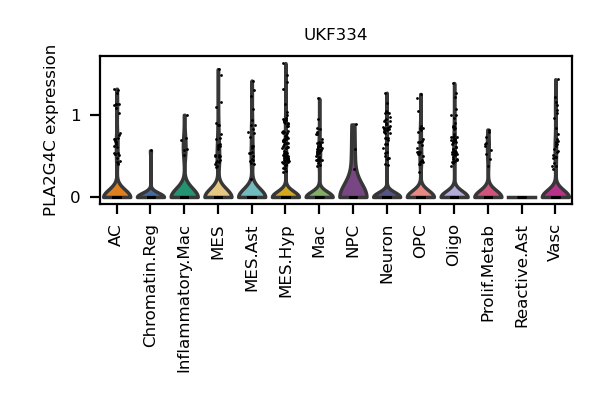 UKF334
PLA2G4C expression
1
0
AC
Chromatin.Reg
Inflammatory.Mac
MES
MES.Ast
MES.Hyp
Mac
NPC
Neuron
OPC
Oligo
Prolif.Metab
Reactive.Ast
Vasc